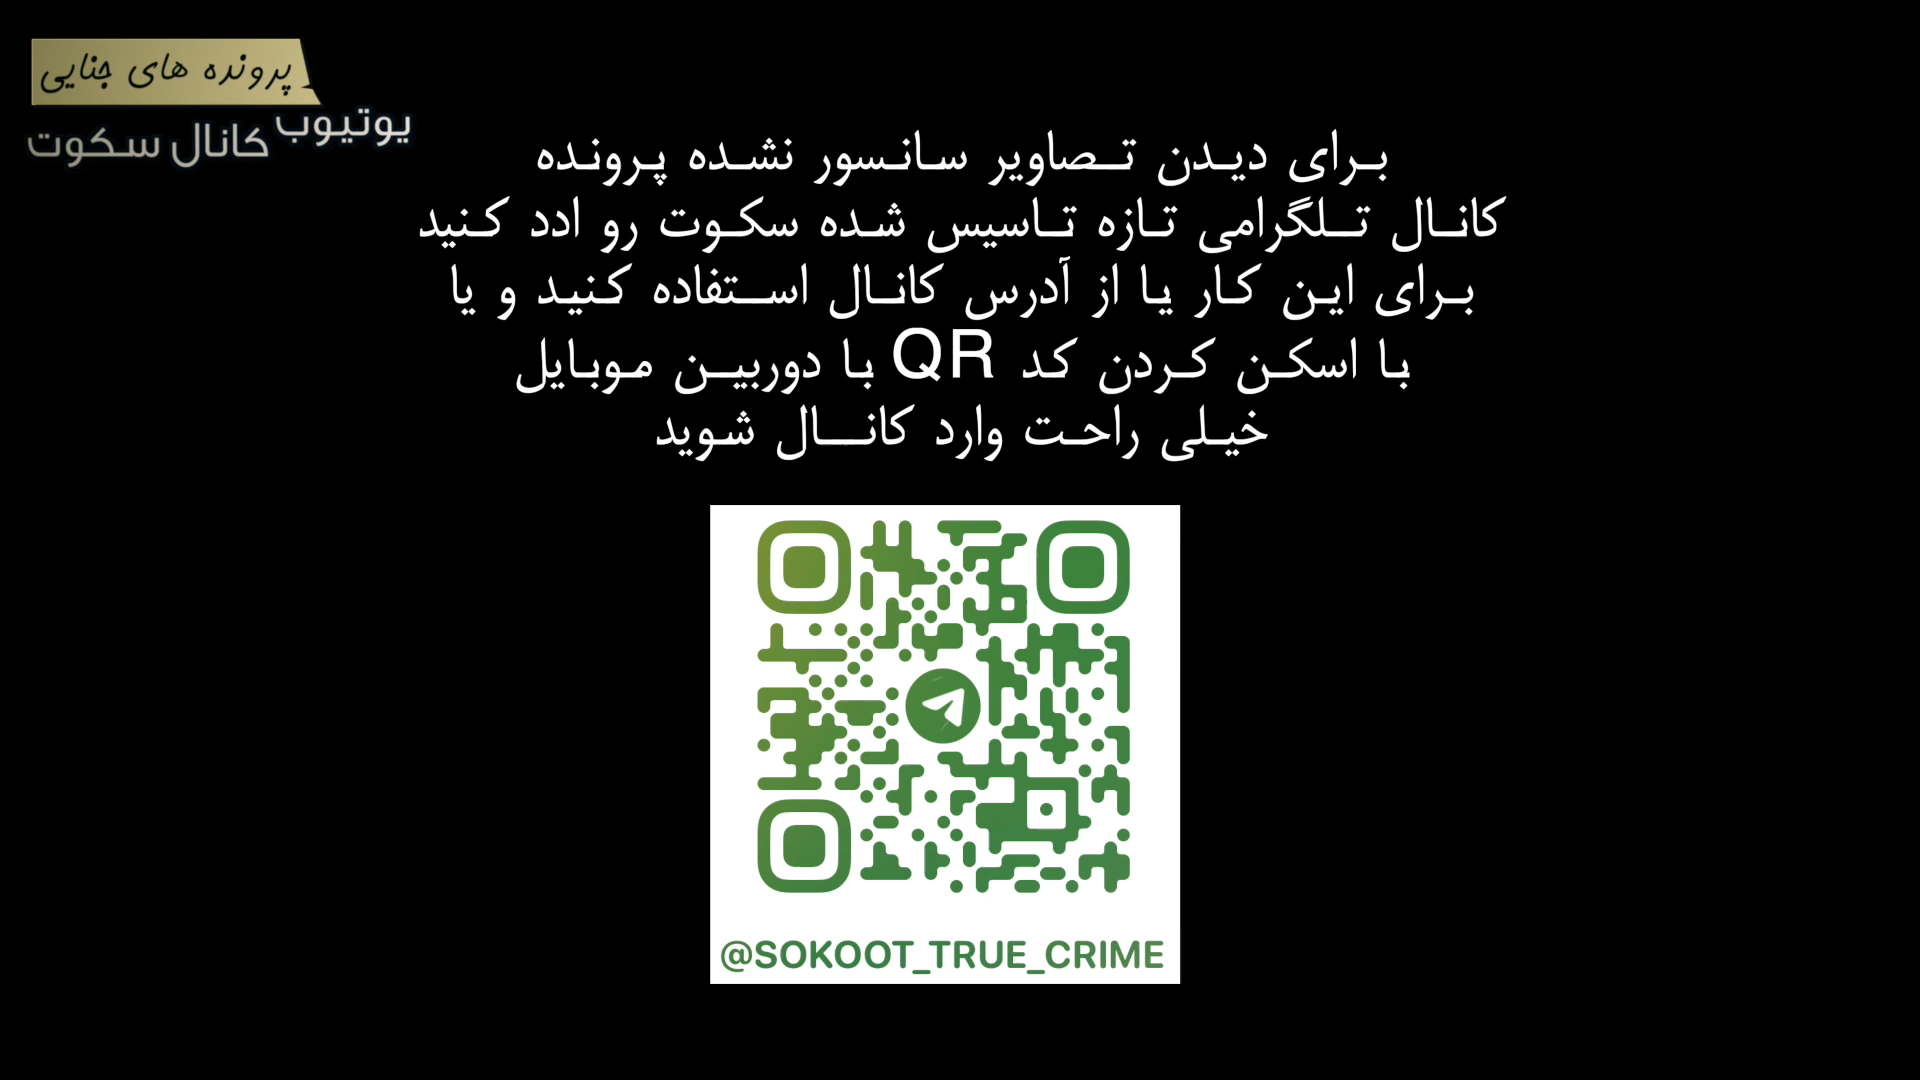 پرونده های جنایی
یوتیوب کانال سکوت
برای دیدن تصاویر سانسور نشده پرونده
کانال تلگرامی تازه تاسیس شده سکوت رو ادد کنید
برای این کار یا از آدرس کانال استفاده کنید و یا
با اسکن کردن کد QR با دوربین موبایل
خیلی راحت وارد کانال شوید
@SOKOOT_TRUE_CRIME